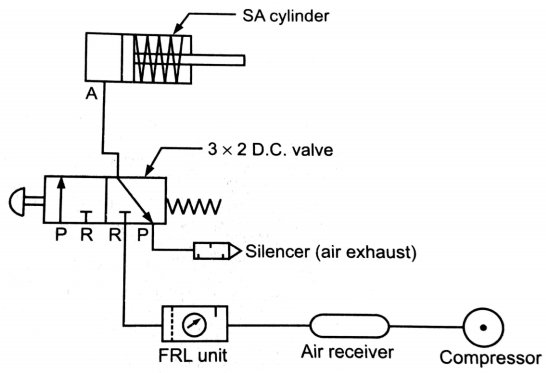 SA cylinder
A
3 × 2 D.C. valve
P R R P
Silencer (air exhaust)
FRL unit
Air receiver
Compressor